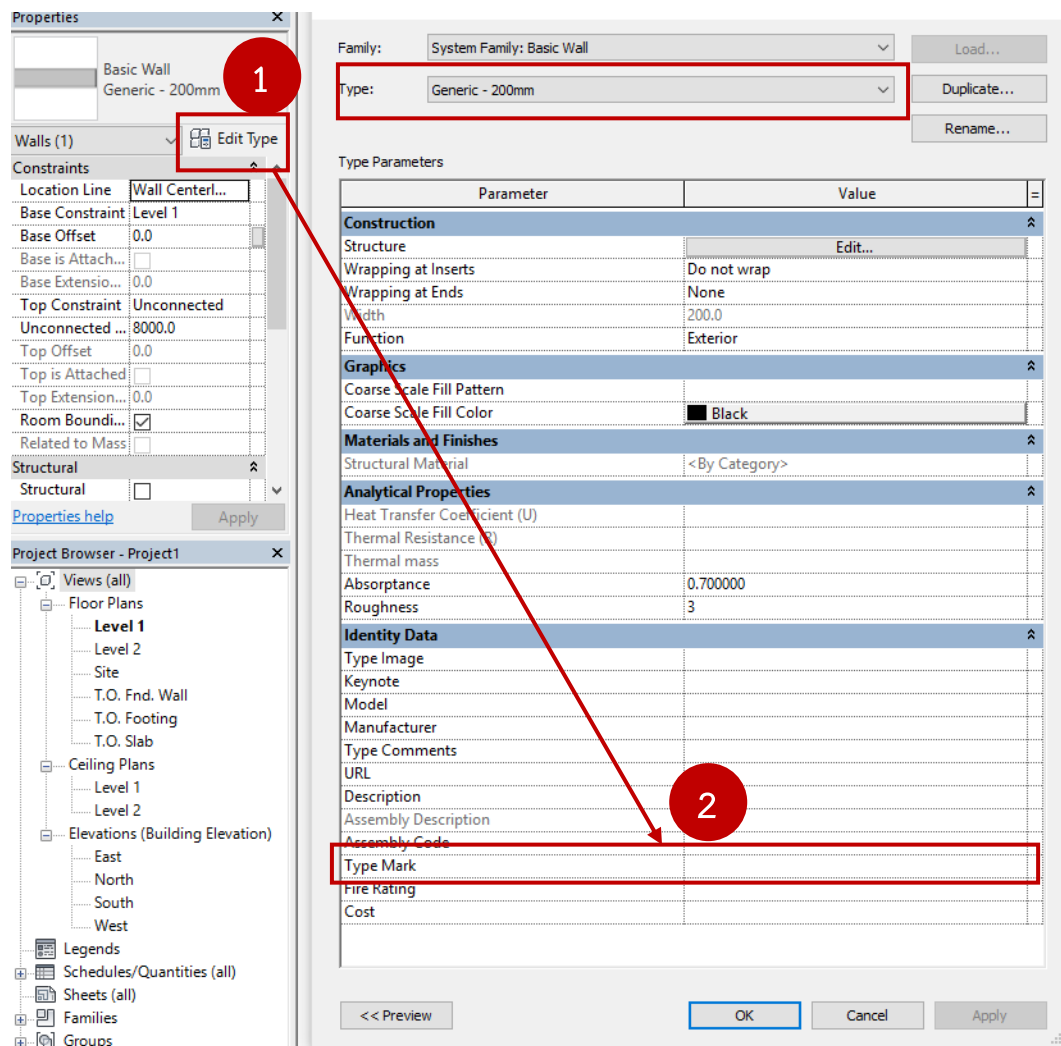 Properties
Basic Wall
Generic - 200mm
1
Walls (1)
Edit Type
Constraints
Location Line Wall Centerl...
Base Constraint Level 1
Base Offset 0.0
Base is Attach...
Base Extensio... 0.0
Top Constraint Unconnected
Unconnected ... 8000.0
Top Offset 0.0
Top is Attached
Top Extension... 0.0
Room Boundi...
Related to Mass
Structural
Structural
Properties help Apply
Project Browser - Project1
Views (all)
Floor Plans
Level 1
Level 2
Site
T.O. Fnd. Wall
T.O. Footing
T.O. Slab
Ceiling Plans
Level 1
Level 2
Elevations (Building Elevation)
East
North
South
West
Legends
Schedules/Quantities (all)
Sheets (all)
Families
Groups
Family: System Family: Basic Wall Load...
Type: Generic - 200mm Duplicate...
Rename...
Type Parameters
Parameter Value =
Construction
Structure Edit...
Wrapping at Inserts Do not wrap
Wrapping at Ends None
Width 200.0
Function Exterior
Graphics
Coarse Scale Fill Pattern
Coarse Scale Fill Color Black
Materials and Finishes
Structural Material <By Category>
Analytical Properties
Heat Transfer Coefficient (U)
Thermal Resistance (R)
Thermal mass
Absorptance 0.700000
Roughness 3
Identity Data
Type Image
Keynote
Model
Manufacturer
Type Comments
URL
Description
2
Assembly Description
Assembly Code
Type Mark
Fire Rating
Cost
<< Preview OK Cancel Apply